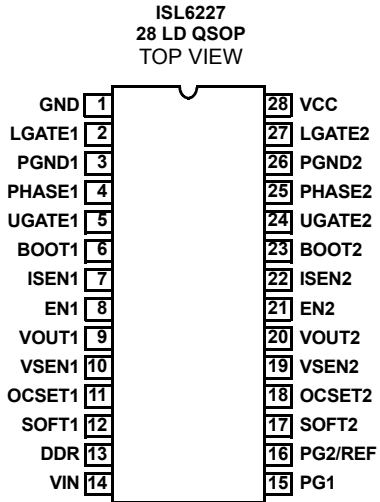 ISL6227
28 LD QSOP
TOP VIEW
GND 1 28 VCC
LGATE1 2 27 LGATE2
PGND1 3 26 PGND2
PHASE1 4 25 PHASE2
UGATE1 5 24 UGATE2
BOOT1 6 23 BOOT2
ISEN1 7 22 ISEN2
EN1 8 21 EN2
VOUT1 9 20 VOUT2
VSEN1 10 19 VSEN2
OCSET1 11 18 OCSET2
SOFT1 12 17 SOFT2
DDR 13 16 PG2/REF
VIN 14 15 PG1